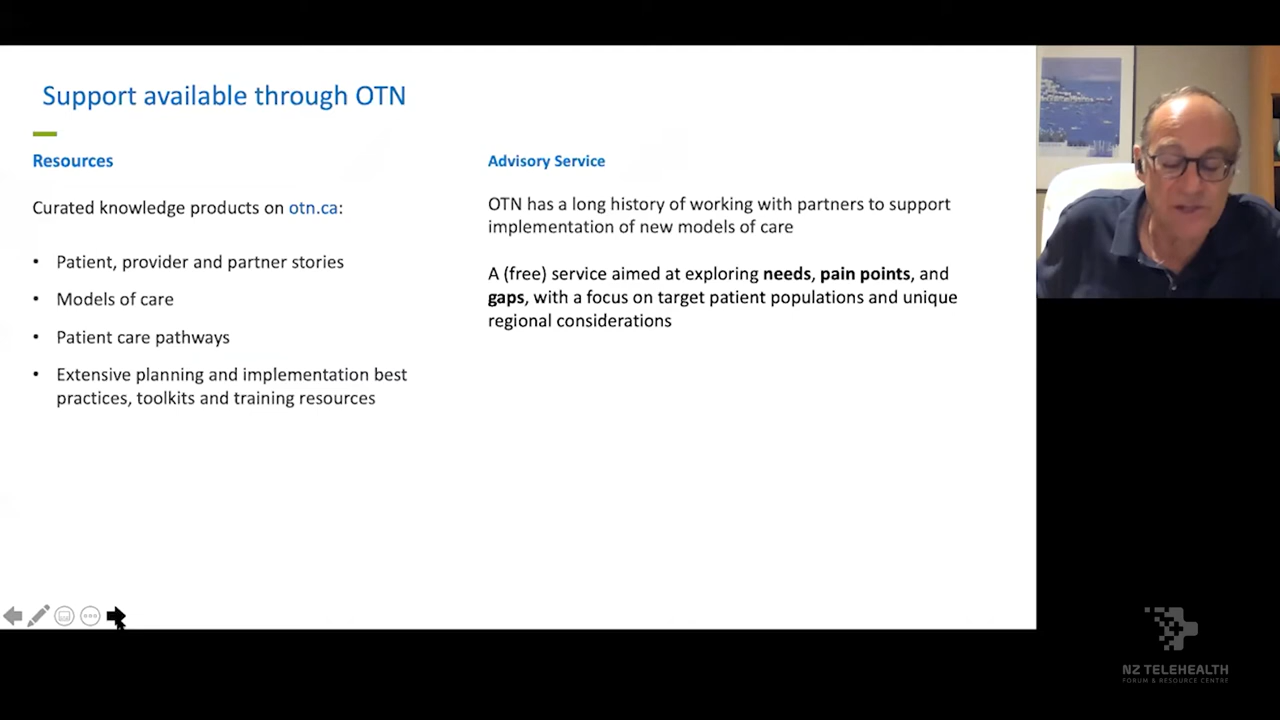 Support available through OTN
Resources
Curated knowledge products on otn.ca:
• Patient, provider and partner stories
• Models of care
• Patient care pathways
• Extensive planning and implementation best
practices, toolkits and training resources
Advisory Service
OTN has a long history of working with partners to support
implementation of new models of care
A (free) service aimed at exploring needs, pain points, and
gaps, with a focus on target patient populations and unique
regional considerations
NZ TELEHEALTH
FORUM & RESOURCE CENTRE